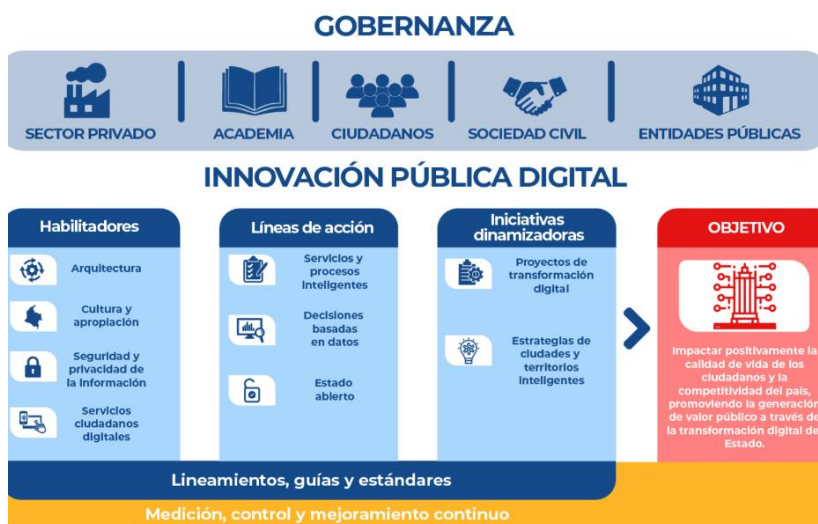 GOBERNANZA
SECTOR PRIVADO
ACADEMIA
CIUDADANOS
SOCIEDAD CIVIL
ENTIDADES PÚBLICAS
INNOVACIÓN PÚBLICA DIGITAL
Habilitadores
Arquitectura
Cultura y
apropiación
Seguridad y
privacidad de
la Información
Servicios
ciudadanos
digitales
Líneas de acción
Servicios y
procesos
inteligentes
Decisiones
basadas
en datos
Estado
abierto
Iniciativas
dinamizadoras
Proyectos de
transformación
digital
Estrategias de
ciudades y
territorios
inteligentes
OBJETIVO
Impactar positivamente la
calidad de vida de los
ciudadanos y la
competitividad del país,
promoviendo la generación
de valor público a través de
la transformación digital de
Estado.
Lineamientos, guías y estándares
Medición, control y mejoramiento continuo